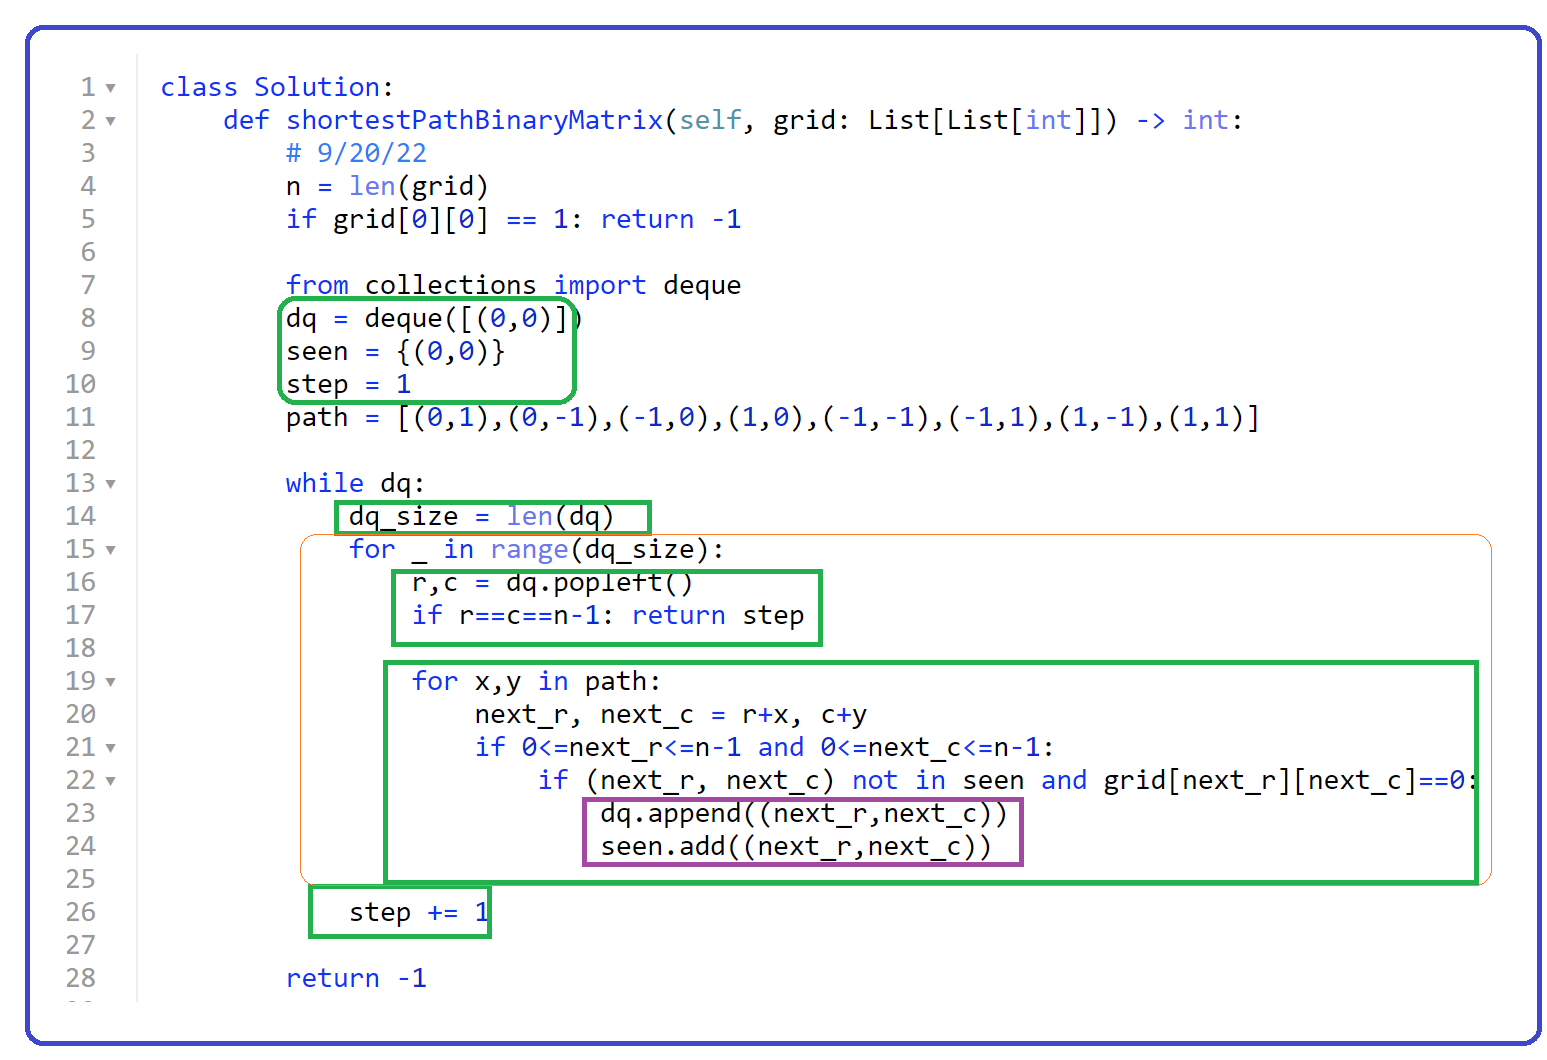 1 class Solution:
2 def shortestPathBinaryMatrix(self, grid: List[List[int]]) -> int:
3 # 9/20/22
4 n = len(grid)
5 if grid[0][0] == 1: return -1
6
7 from collections import deque
8 dq = deque([(0,0)])
9 seen = {(0,0)}
10 step = 1
11 path = [(0,1),(0,-1),(-1,0),(1,0),(-1,-1),(-1,1),(1,-1),(1,1)]
12
13 while dq:
14 dq_size = len(dq)
15 for _ in range(dq_size):
16 r,c = dq.popleft()
17 if r==c==n-1: return step
18
19 for x,y in path:
20 next_r, next_c = r+x, c+y
21 if 0<=next_r<=n-1 and 0<=next_c<=n-1:
22 if (next_r, next_c) not in seen and grid[next_r][next_c]==0:
23 dq.append((next_r,next_c))
24 seen.add((next_r,next_c))
25
26 step += 1
27
28 return -1